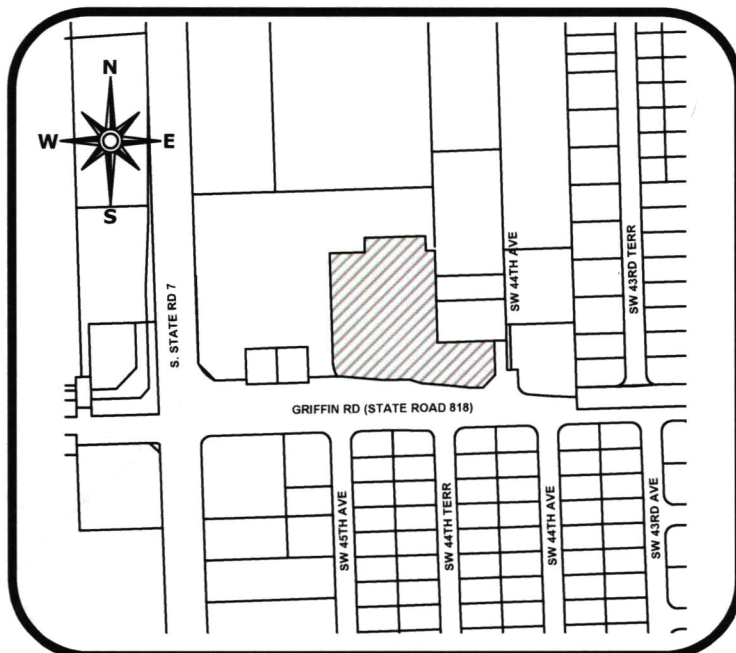 N
W E
S
S. STATE RD 7
SW 44TH AVE
SW 43RD TERR
GRIFFIN RD (STATE ROAD 818)
SW 45TH AVE
SW 44TH TERR
SW 44TH AVE
SW 43RD AVE